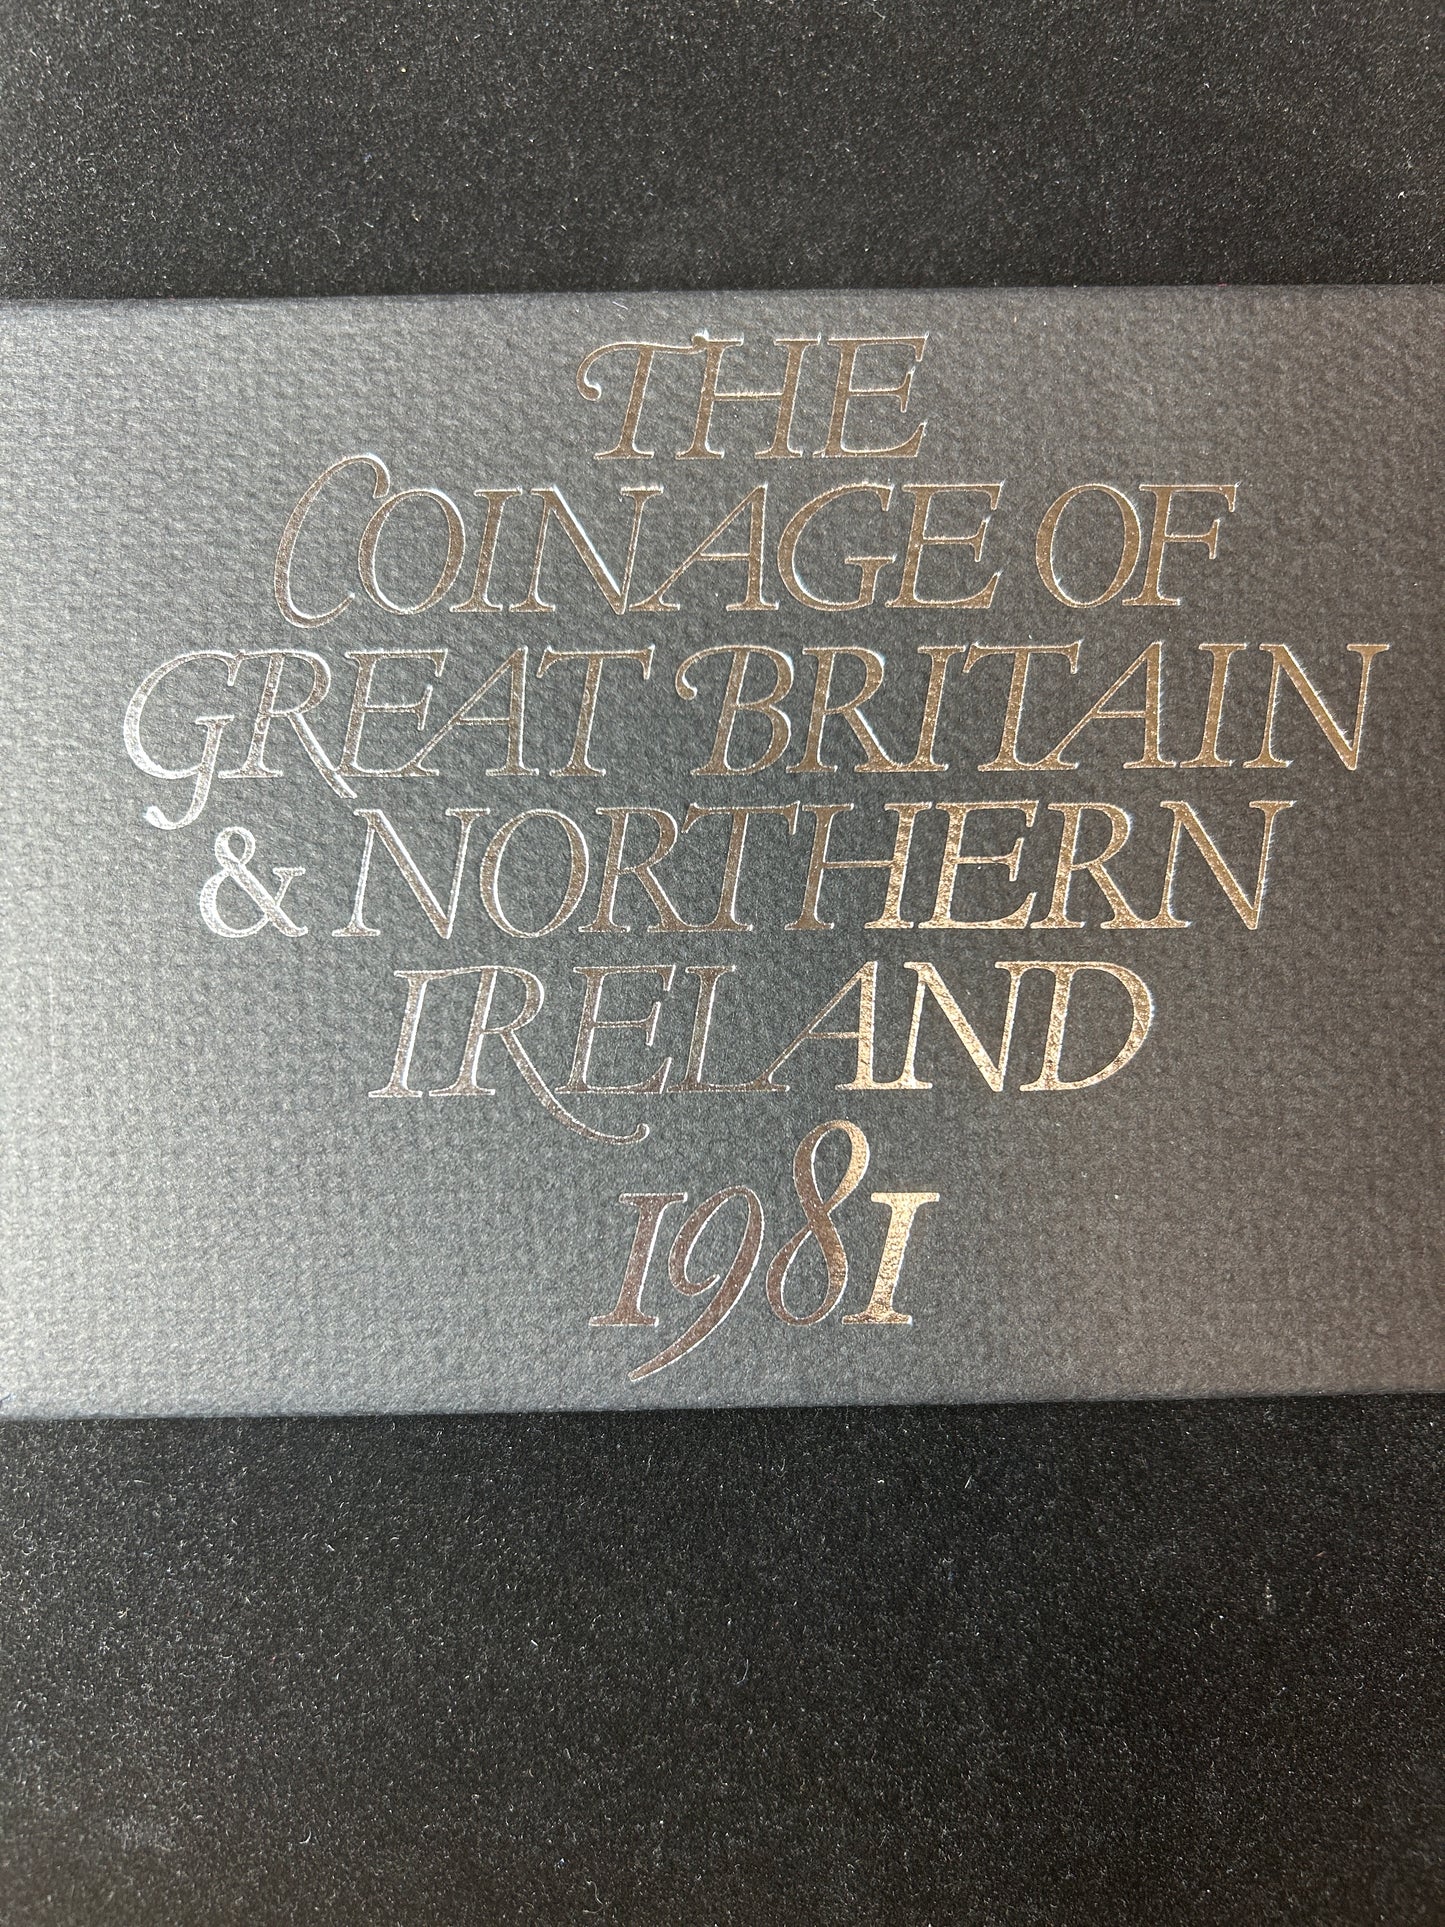 THE
COINAGE OF
GREAT BRITAIN
& NORTHERN
IRELAND
1981